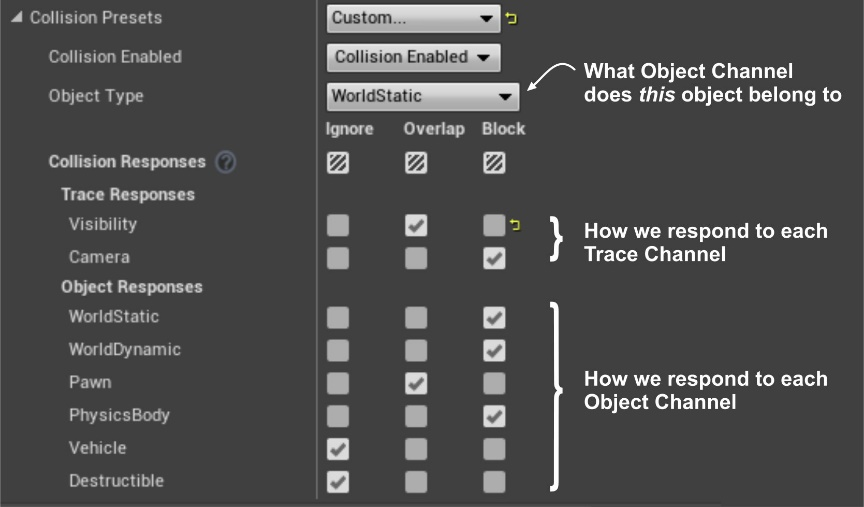 Collision Presets
Custom...
Collision Enabled
Collision Enabled
Object Type
WorldStatic
What Object Channel
does this object belong to
Ignore Overlap Block
Collision Responses ?
Trace Responses
Visibility
Camera
How we respond to each
Trace Channel
Object Responses
WorldStatic
WorldDynamic
Pawn
PhysicsBody
Vehicle
Destructible
How we respond to each
Object Channel